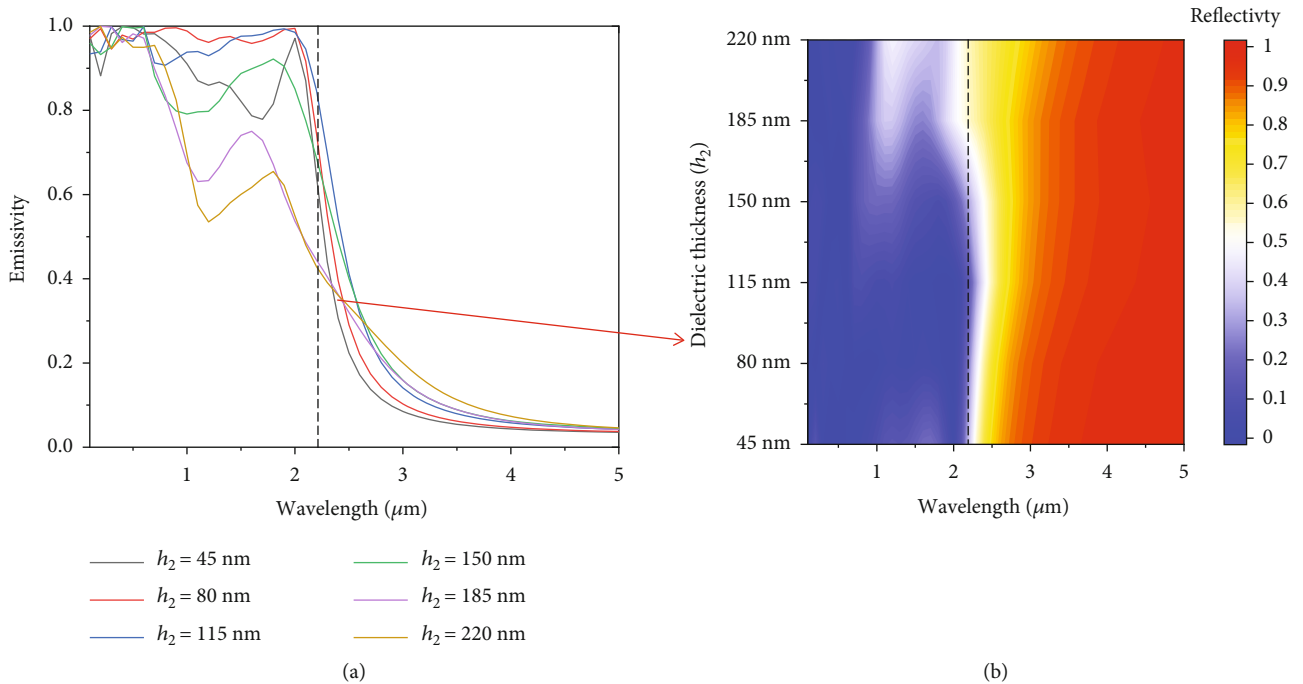 1.0
0.8
0.6
0.4
0.2
0.0
Emissivity
1
2
3
4
5
Wavelength (μm)
h₂ = 45 nm
h₂ = 80 nm
h₂ = 115 nm
h₂ = 150 nm
h₂ = 185 nm
h₂ = 220 nm
(a)
Reflectivty
220 nm
185 nm
150 nm
115 nm
80 nm
45 nm
Dielectric thickness (h₂)
1
2
3
4
5
Wavelength (μm)
1
0.9
0.8
0.7
0.6
0.5
0.4
0.3
0.2
0.1
0
(b)